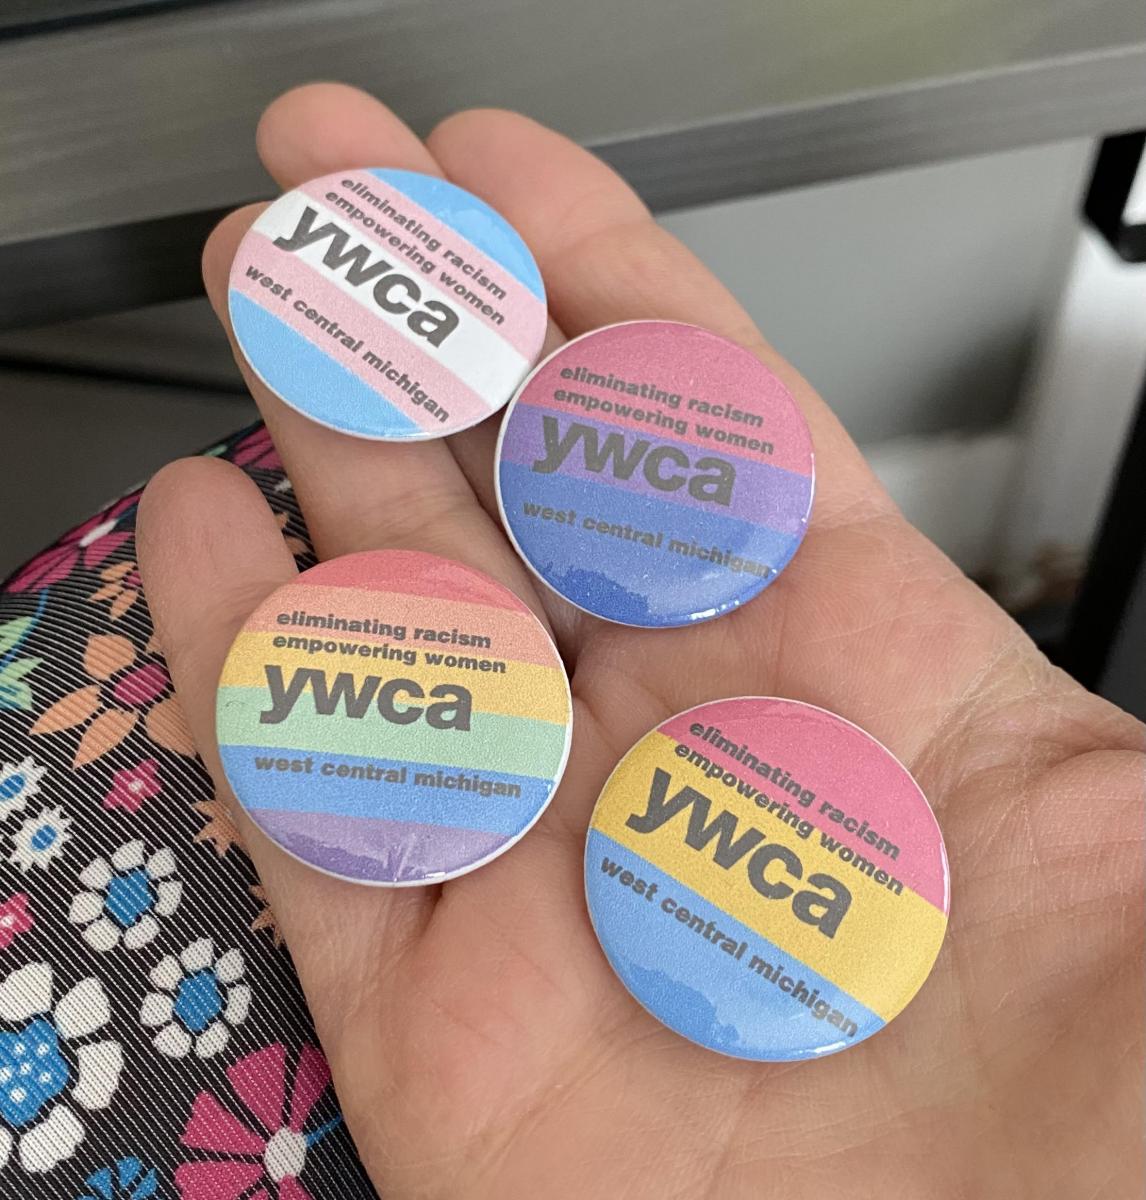 eliminating racism
empowering women
ywca
west central michigan
eliminating racism
empowering women
ywca
west central michigan
eliminating racism
empowering women
ywca
west central michigan
eliminating racism
empowering women
ywca
west central michigan